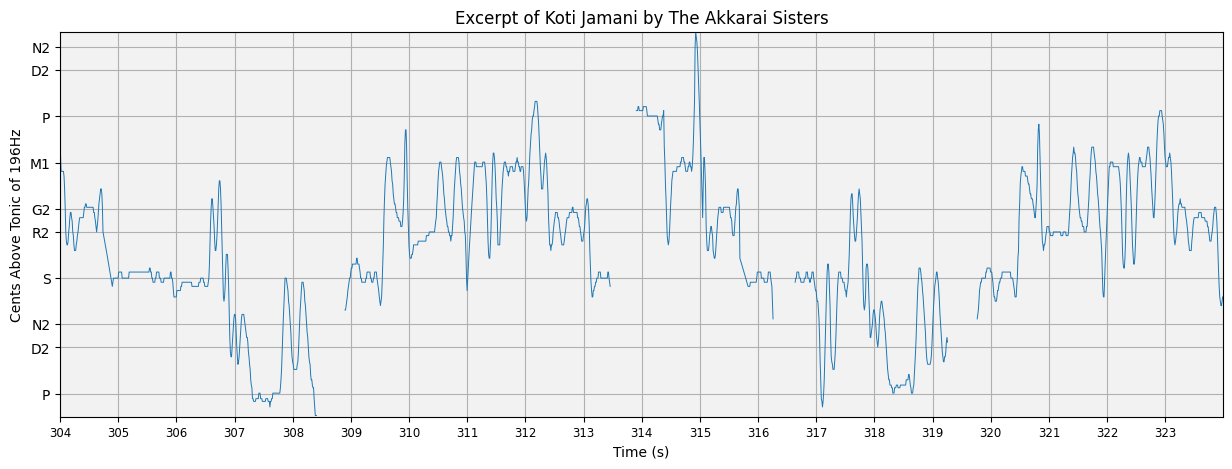 Excerpt of Koti Jamani by The Akkarai Sisters
Cents Above Tonic of 196Hz
N2
D2
P
M1
G2
R2
S
N2
D2
P
304 305 306 307 308 309 310 311 312 313 314 315 316 317 318 319 320 321 322 323
Time (s)